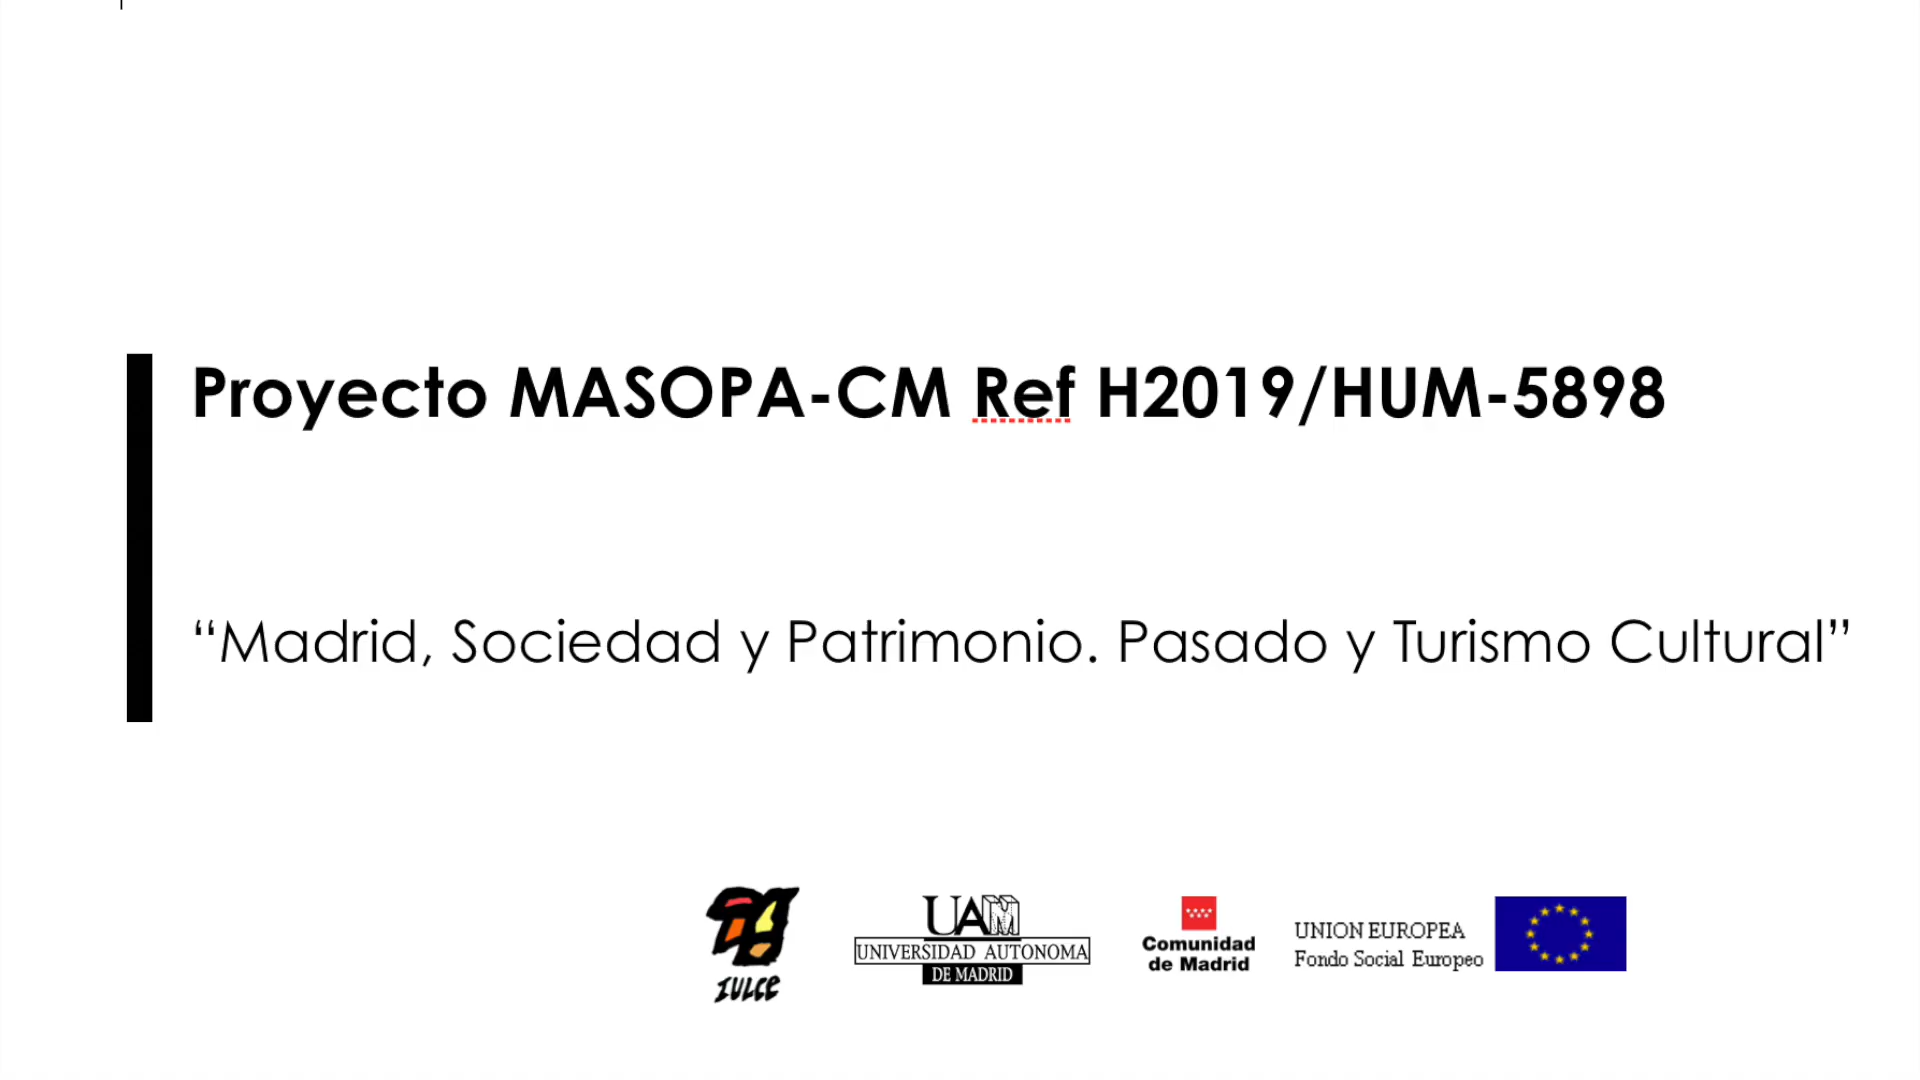 Proyecto MASOPA-CM Ref H2019/HUM-5898
“Madrid, Sociedad y Patrimonio. Pasado y Turismo Cultural”
IULCE
UAM
UNIVERSIDAD AUTONOMA
DE MADRID
Comunidad
de Madrid
UNION EUROPEA
Fondo Social Europeo